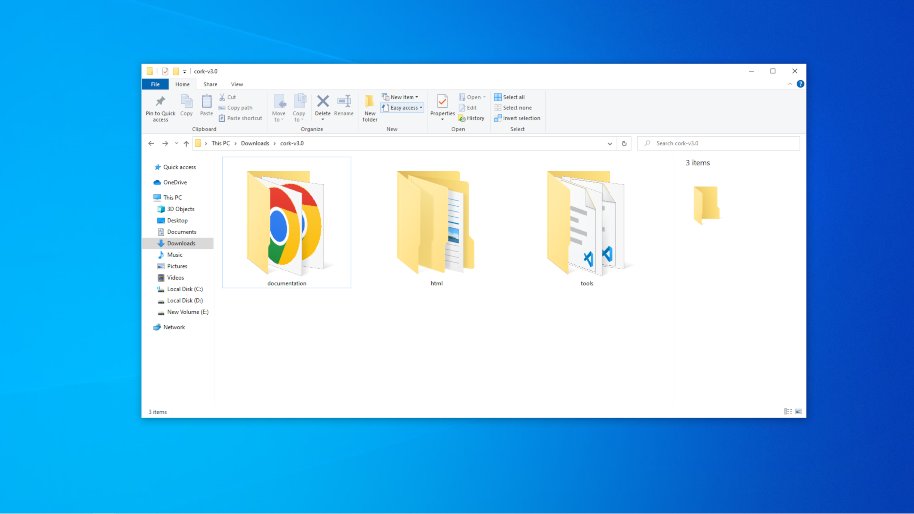 cork-v3.0
File Home Share View
Pin to Quick access
Copy
Paste
Cut
Copy path
Paste shortcut
Clipboard
Move to
Copy to
Delete
Rename
Organize
New folder
New item
Easy access
New
Properties
Open
Edit
History
Open
Select all
Select none
Invert selection
Select
This PC > Downloads > cork-v3.0
Search cork-v3.0
Quick access
OneDrive
This PC
3D Objects
Desktop
Documents
Downloads
Music
Pictures
Videos
Local Disk (C:)
Local Disk (D:)
New Volume (E:)
Network
documentation
html
tools
3 items
3 items